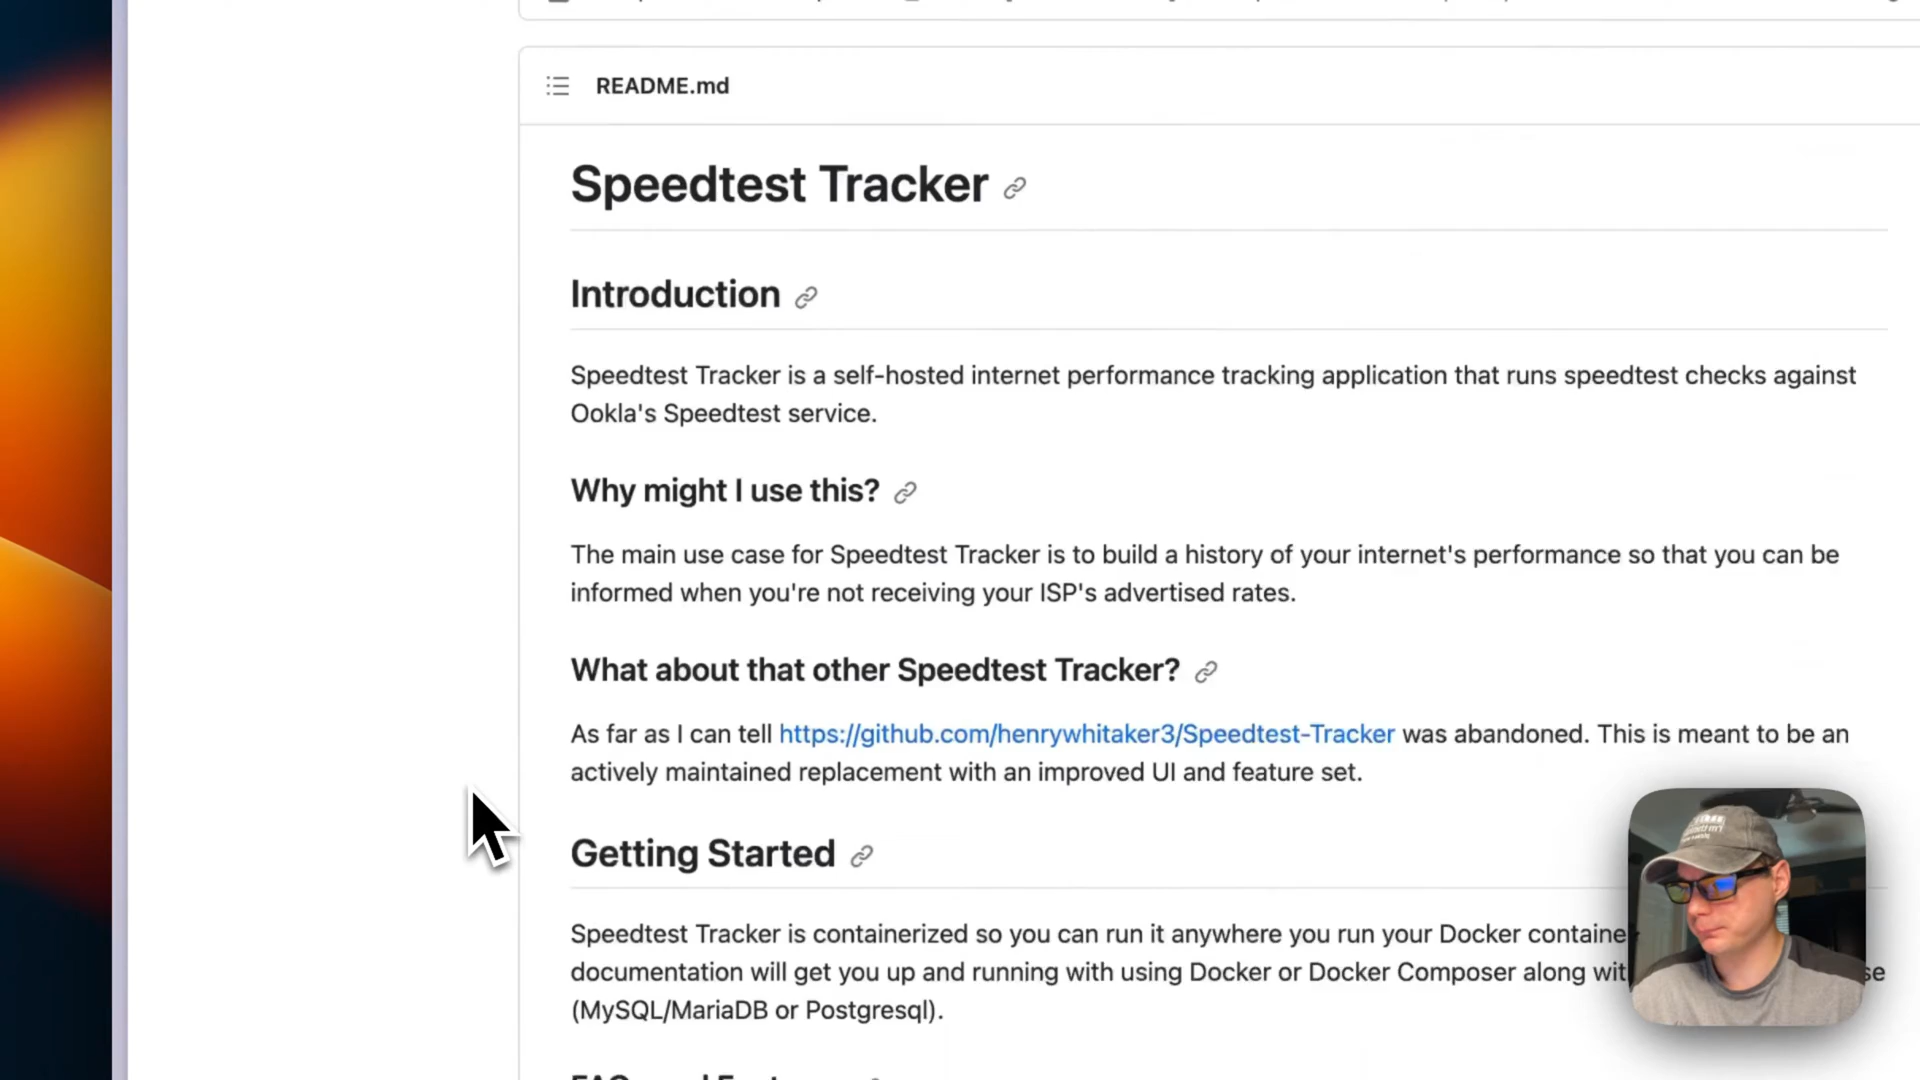 README.md
Speedtest Tracker
Introduction
Speedtest Tracker is a self-hosted internet performance tracking application that runs speedtest checks against
Ookla's Speedtest service.
Why might I use this?
The main use case for Speedtest Tracker is to build a history of your internet's performance so that you can be
informed when you're not receiving your ISP's advertised rates.
What about that other Speedtest Tracker?
As far as I can tell https://github.com/henrywhitaker3/Speedtest-Tracker was abandoned. This is meant to be an
actively maintained replacement with an improved UI and feature set.
Getting Started
Speedtest Tracker is containerized so you can run it anywhere you run your Docker
documentation will get you up and running with using Docker or Docker Composer along
(MySQL/MariaDB or Postgresql).